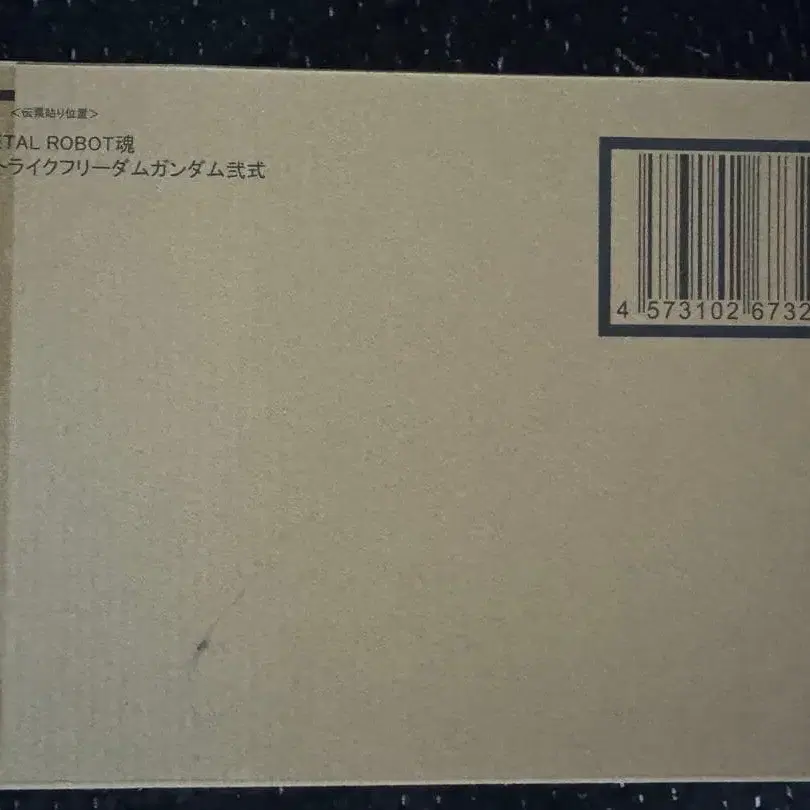 <伝票貼り位置>
ETAL ROBOT魂
トライクフリーダムガンダム弐式
4 573102 6732